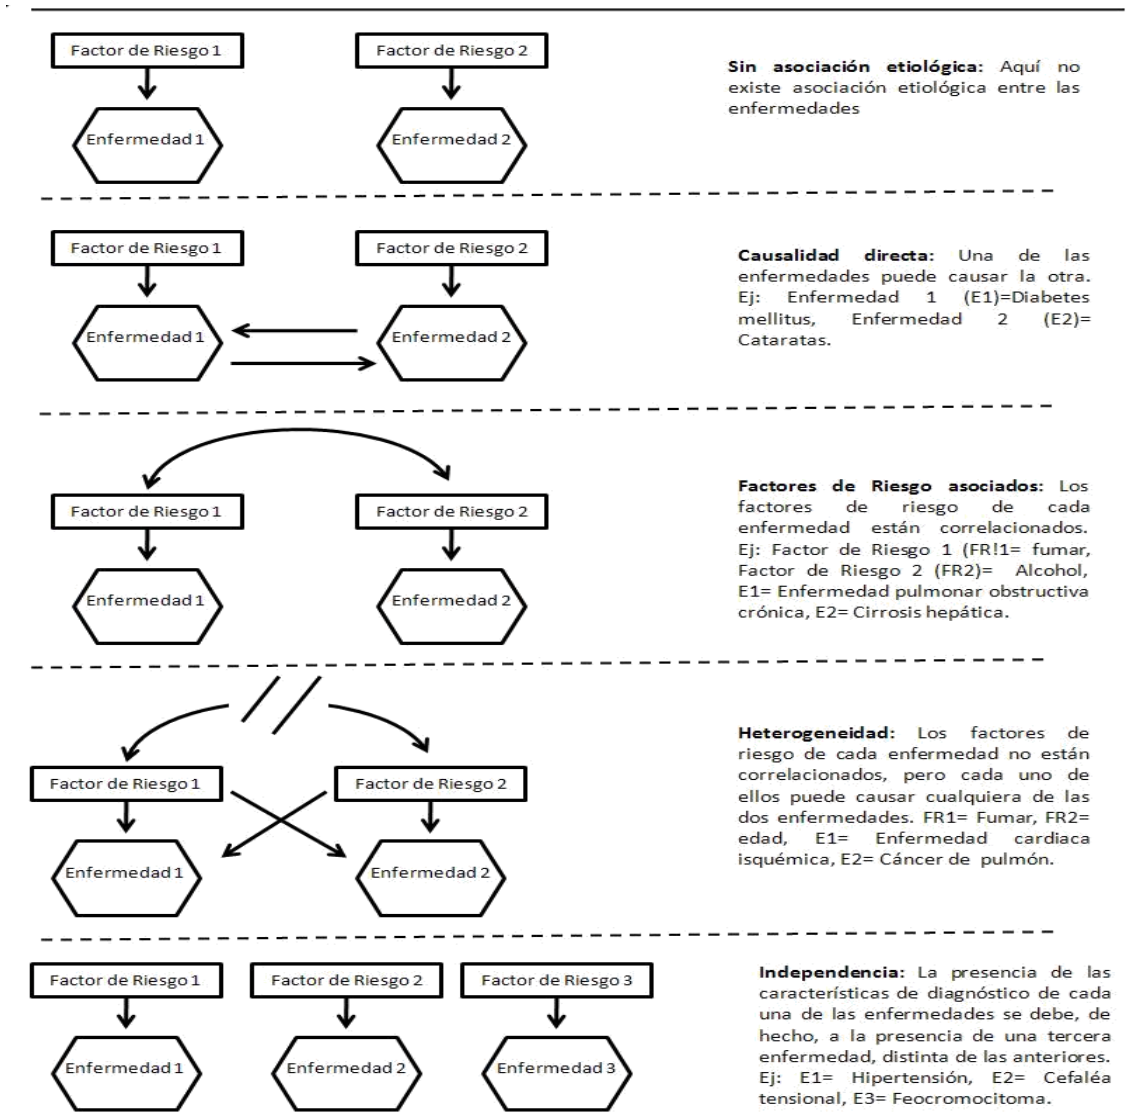 Factor de Riesgo 1
Factor de Riesgo 2
Enfermedad 1
Enfermedad 2
Sin asociación etiológica: Aquí no
existe asociación etiológica entre las
enfermedades
Factor de Riesgo 1
Factor de Riesgo 2
Enfermedad 1
Enfermedad 2
Causalidad directa: Una de las
enfermedades puede causar la otra.
Ej: Enfermedad 1 (E1)=Diabetes
mellitus, Enfermedad 2 (E2)=
Cataratas.
Factor de Riesgo 1
Factor de Riesgo 2
Enfermedad 1
Enfermedad 2
Factores de Riesgo asociados: Los
factores de riesgo de cada
enfermedad están correlacionados.
Ej: Factor de Riesgo 1 (FR!1= fumar,
Factor de Riesgo 2 (FR2)= Alcohol,
E1= Enfermedad pulmonar obstructiva
crónica, E2= Cirrosis hepática.
Factor de Riesgo 1
Factor de Riesgo 2
Enfermedad 1
Enfermedad 2
Heterogeneidad: Los factores de
riesgo de cada enfermedad no están
correlacionados, pero cada uno de
ellos puede causar cualquiera de las
dos enfermedades. FR1= Fumar, FR2=
edad, E1= Enfermedad cardiaca
isquémica, E2= Cáncer de pulmón.
Factor de Riesgo 1
Factor de Riesgo 2
Factor de Riesgo 3
Enfermedad 1
Enfermedad 2
Enfermedad 3
Independencia: La presencia de las
características de diagnóstico de cada
una de las enfermedades se debe, de
hecho, a la presencia de una tercera
enfermedad, distinta de las anteriores.
Ej: E1= Hipertensión, E2= Cefaléa
tensional, E3= Feocromocitoma.